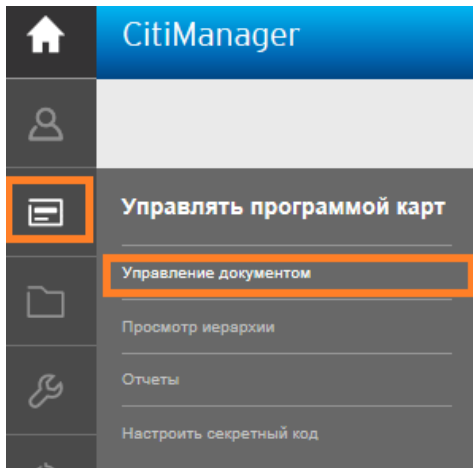 CitiManager
Управлять программой карт
Управление документом
Просмотр иерархии
Отчеты
Настроить секретный код